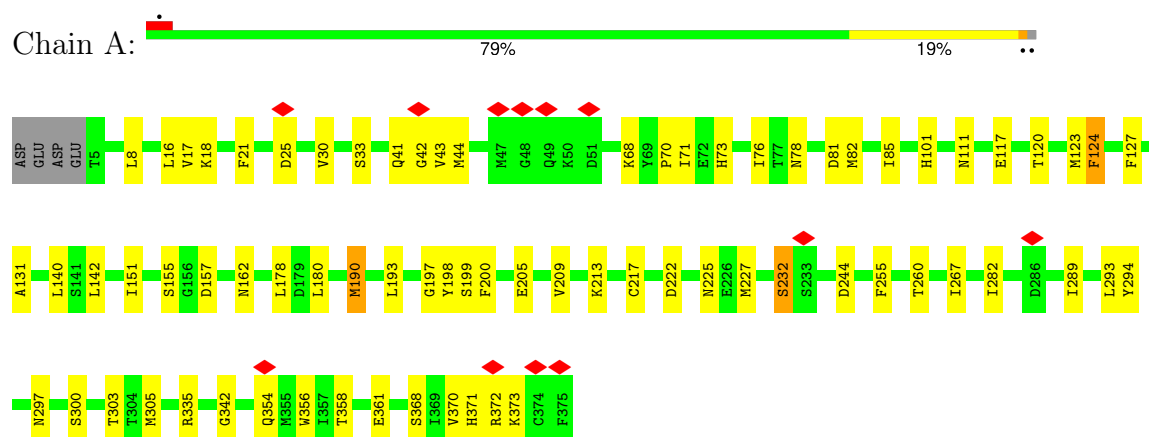 Chain A:
79% 19%
ASP GLU ASP GLU T5 L8 L16 V17 K18 F21 D25 V30 S33 Q41 G42 V43 M44 M47 G48 Q49 K50 D51 K68 Y69 P70 I71 E72 H73 I76 T77 N78 D81 M82 I85 H101 N111 E117 T120 M123 F124 F127
A131 L140 S141 L142 I151 S155 G156 D157 N162 L178 D179 L180 M190 L193 G197 Y198 S199 F200 E205 V209 K213 C217 D222 N225 E226 M227 S232 S233 D244 F255 T260 I267 I282 D286 I289 L293 Y294
N297 S300 T303 T304 M305 R335 G342 Q354 M355 W356 I357 T358 E361 S368 I369 V370 H371 R372 K373 C374 F375